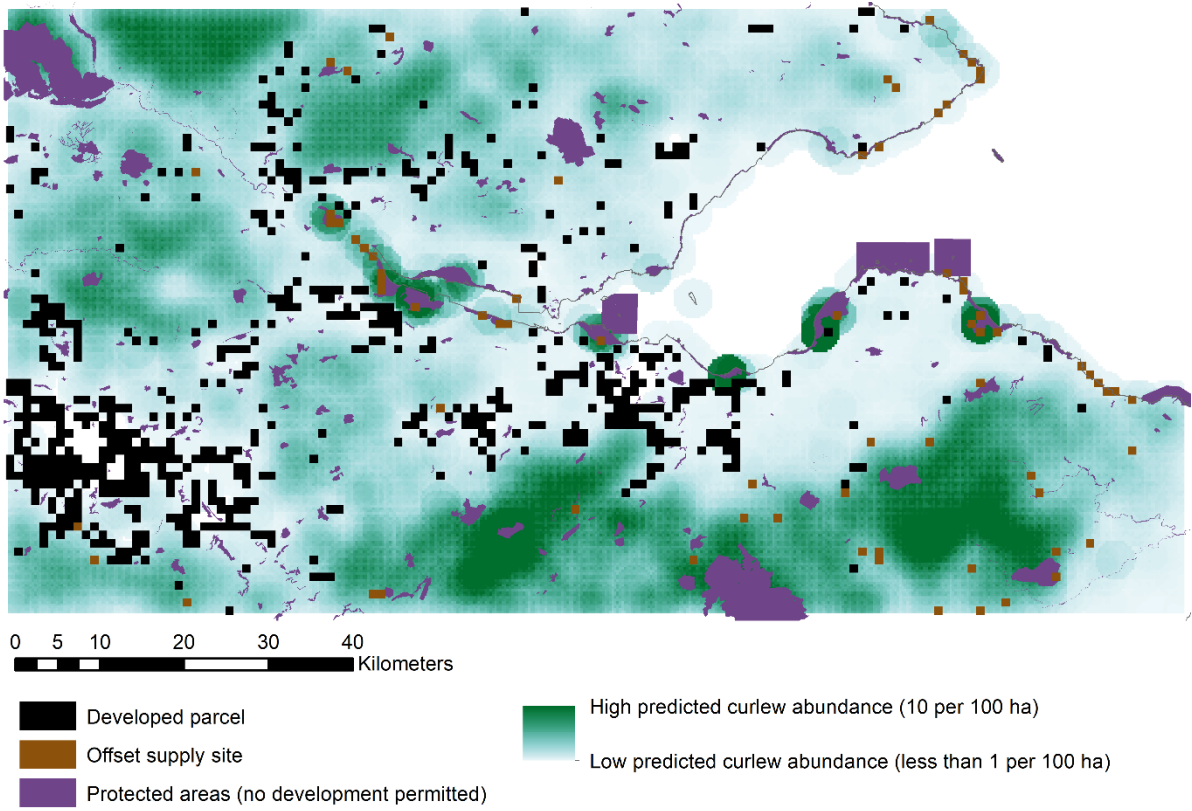 0 5 10 20 30 40
Kilometers
Developed parcel
Offset supply site
Protected areas (no development permitted)
High predicted curlew abundance (10 per 100 ha)
Low predicted curlew abundance (less than 1 per 100 ha)